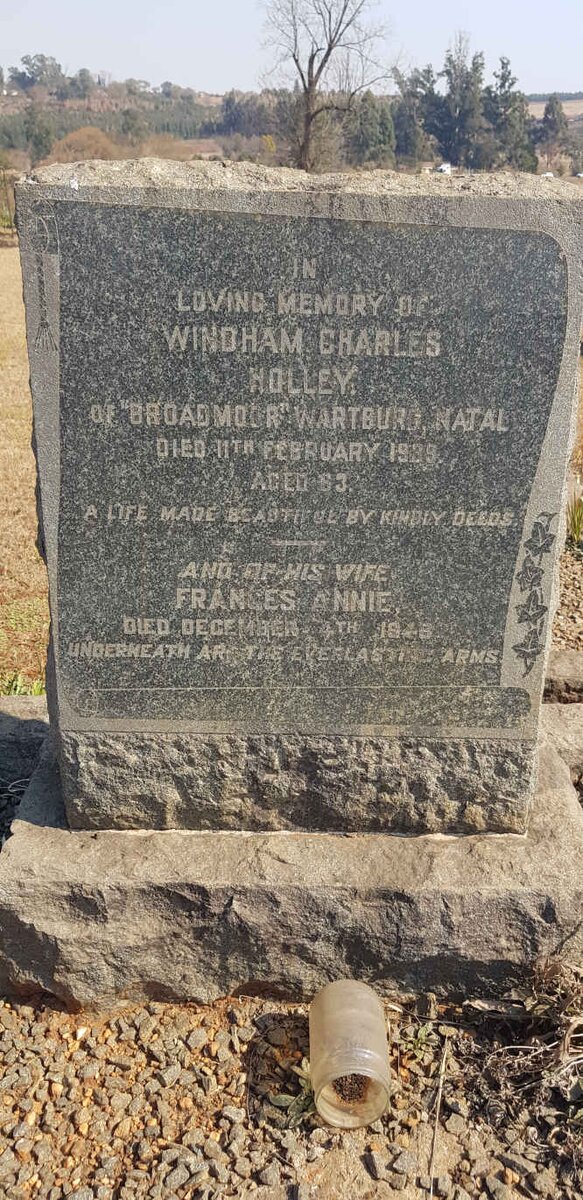 IN
LOVING MEMORY OF
WINDHAM CHARLES
HOLLEY,
OF "BROADMOOR" WARTBURG, NATAL
DIED 11TH FEBRUARY
AGED 63
A LIFE MADE BEAUTIFUL BY KINDLY DEEDS
AND OF HIS WIFE
FRANCES ANNIE,
DIED DECEMBER
UNDERNEATH ARE THE EVERLASTING ARMS